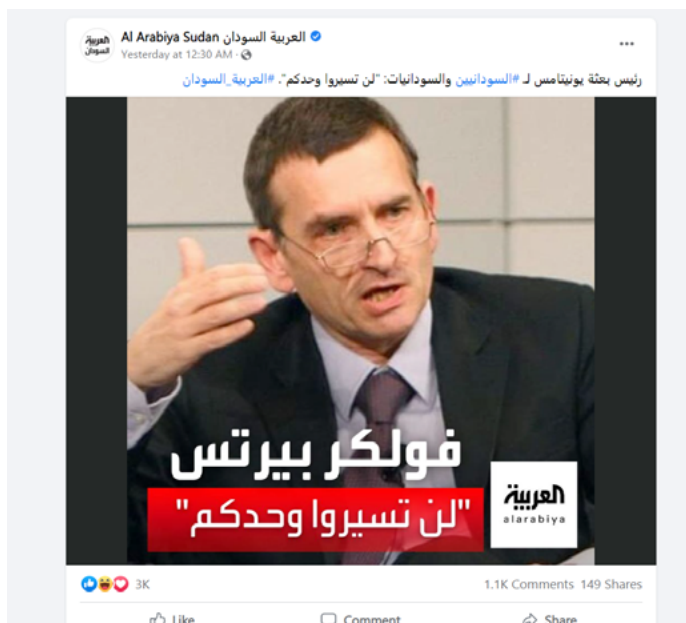 Al Arabiya Sudan العربية السودان
Yesterday at 12:30 AM ·
العربية
السودان
رئيس بعثة يونيتامس لـ #السودانيين والسودانيات: "لن تسيروا وحدكم". #العربية_السودان
فولكر بيرتس
"لن تسيروا وحدكم"
العربية
alarabiya
3K
1.1K Comments 149 Shares
Like Comment Share